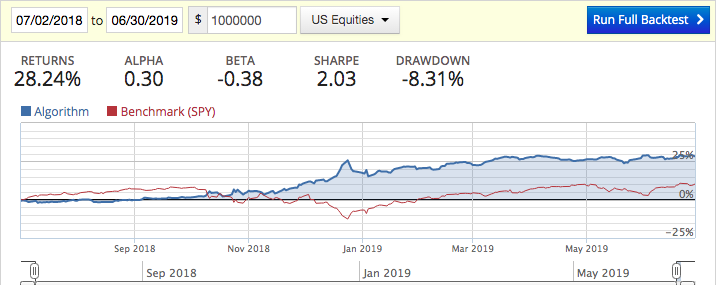 07/02/2018 to 06/30/2019 $ 1000000 US Equities Run Full Backtest
RETURNS ALPHA BETA SHARPE DRAWDOWN
28.24% 0.30 -0.38 2.03 -8.31%
Algorithm Benchmark (SPY)
25%
0%
-25%
Sep 2018 Nov 2018 Jan 2019 Mar 2019 May 2019
Sep 2018 Jan 2019 May 2019